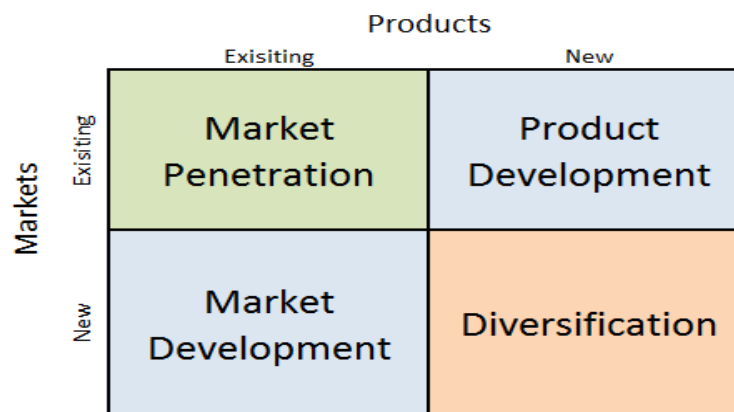 Products
Exisiting
New
Markets
Exisiting
Market
Penetration
Product
Development
New
Market
Development
Diversification